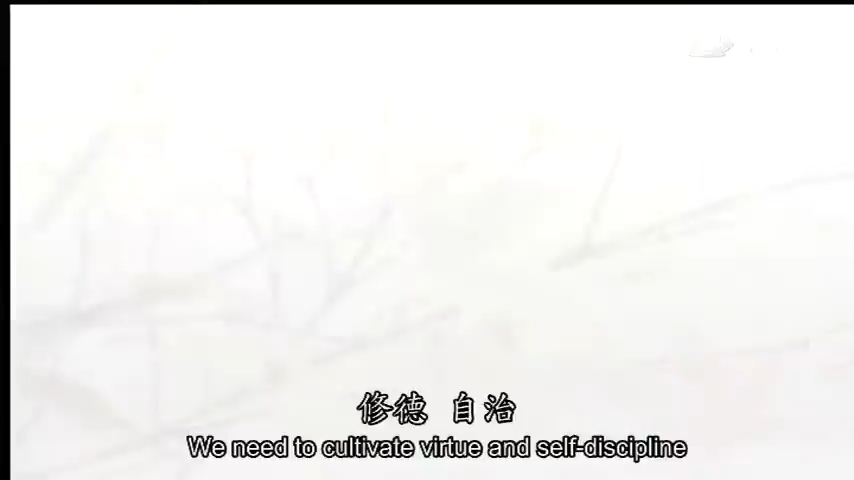 修德 自治
We need to cultivate virtue and self-discipline